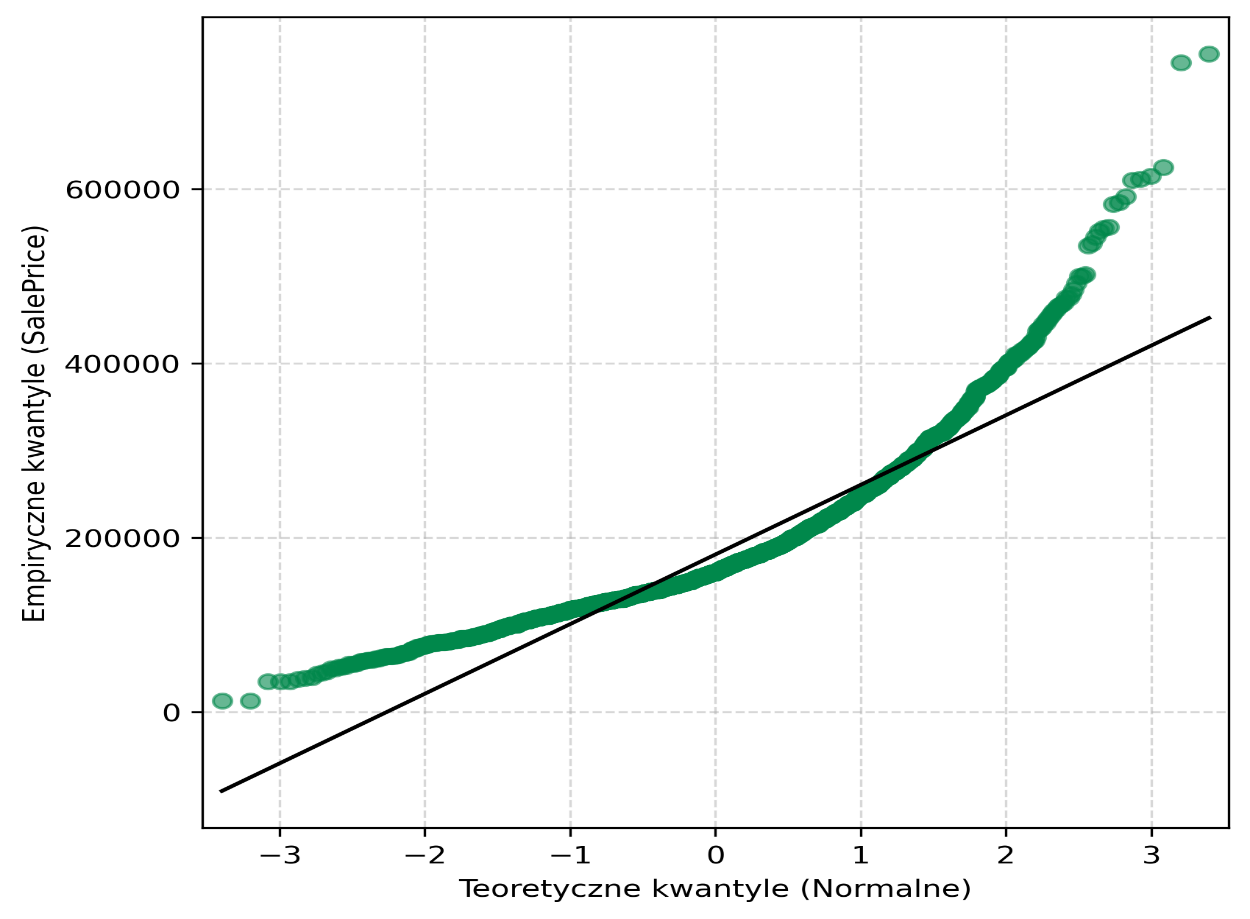 600000
400000
200000
0
Empiryczne kwantyle (SalePrice)
−3 −2 −1 0 1 2 3
Teoretyczne kwantyle (Normalne)